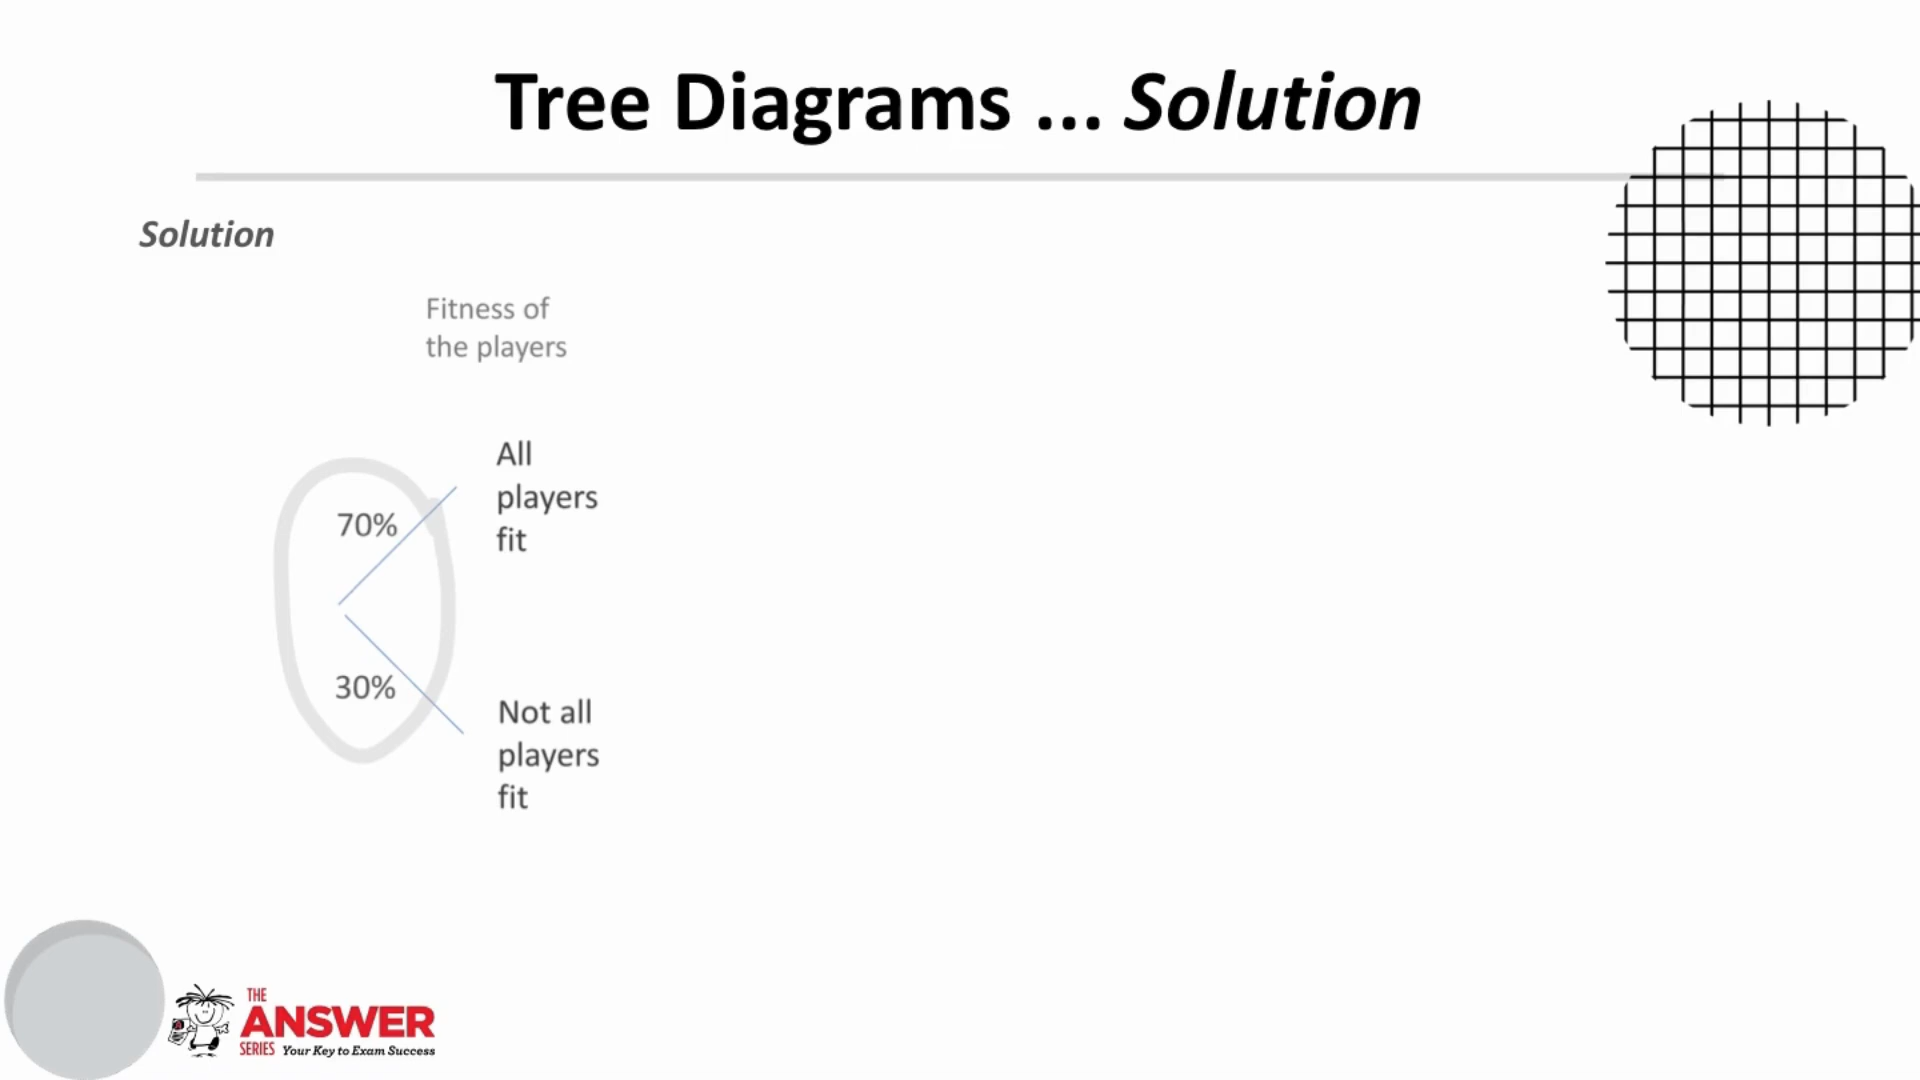 Tree Diagrams ... Solution
Solution
Fitness of
the players
All
players
fit
70%
30%
Not all
players
fit
THE
ANSWER
SERIES Your Key to Exam Success